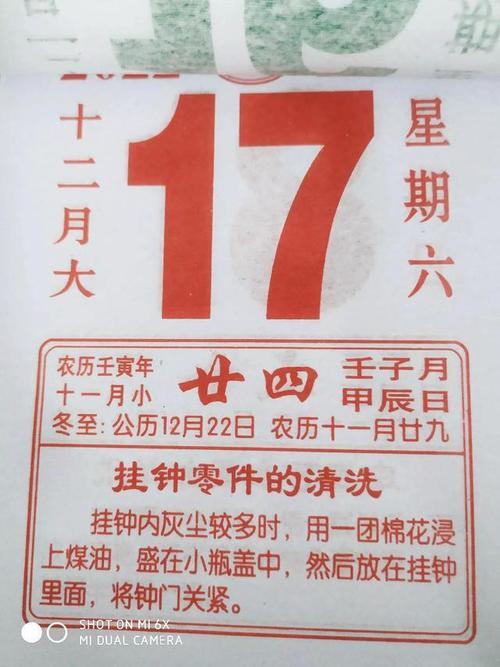 2022
十二月大
17
星期六
农历壬寅年
十一月小
廿四
壬子月
甲辰日
冬至:公历12月22日 农历十一月廿九
挂钟零件的清洗
挂钟内灰尘较多时,用一团棉花浸
上煤油,盛在小瓶盖中,然后放在挂钟
里面,将钟门关紧。
SHOT ON MI 6X
MI DUAL CAMERA